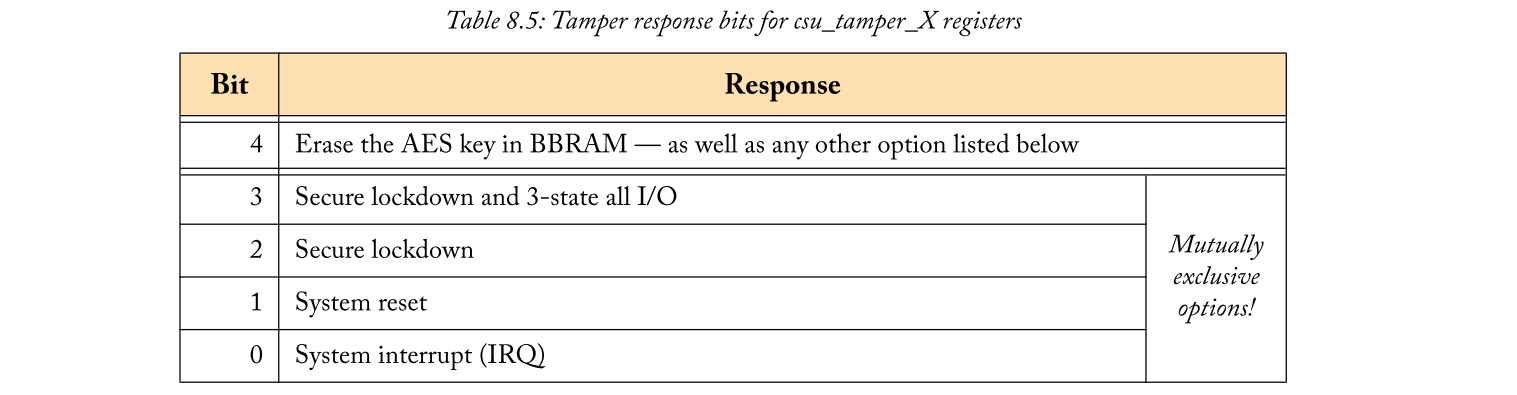 Table 8.5: Tamper response bits for csu_tamper_X registers
Bit Response
4 Erase the AES key in BBRAM — as well as any other option listed below
3 Secure lockdown and 3-state all I/O
2 Secure lockdown
1 System reset
0 System interrupt (IRQ)
Mutually
exclusive
options!